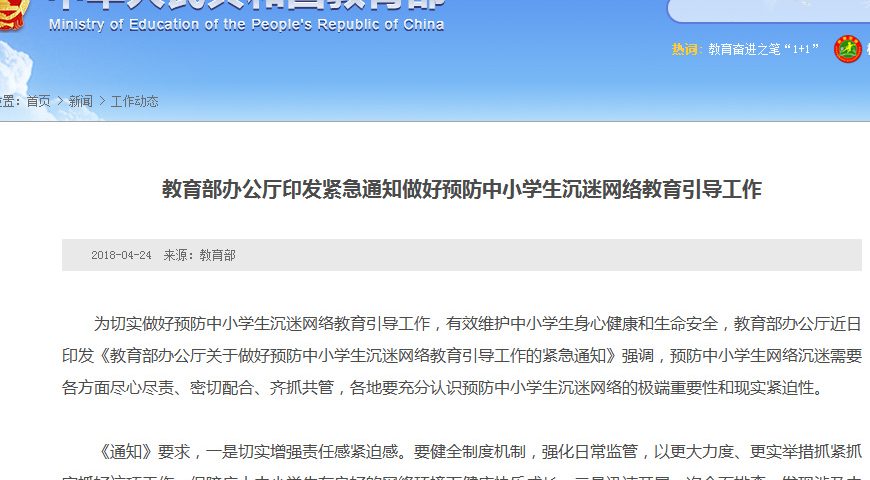 中华人民共和国教育部
Ministry of Education of the People's Republic of China
热词： 教育奋进之笔“1+1”
位置： 首页 > 新闻 > 工作动态
教育部办公厅印发紧急通知做好预防中小学生沉迷网络教育引导工作
2018-04-24 来源：教育部
为切实做好预防中小学生沉迷网络教育引导工作，有效维护中小学生身心健康和生命安全，教育部办公厅近日
印发《教育部办公厅关于做好预防中小学生沉迷网络教育引导工作的紧急通知》强调，预防中小学生网络沉迷需要
各方面尽心尽责、密切配合、齐抓共管，各地要充分认识预防中小学生沉迷网络的极端重要性和现实紧迫性。
《通知》要求，一是切实增强责任感紧迫感。要健全制度机制，强化日常监管，以更大力度、更实举措抓紧抓